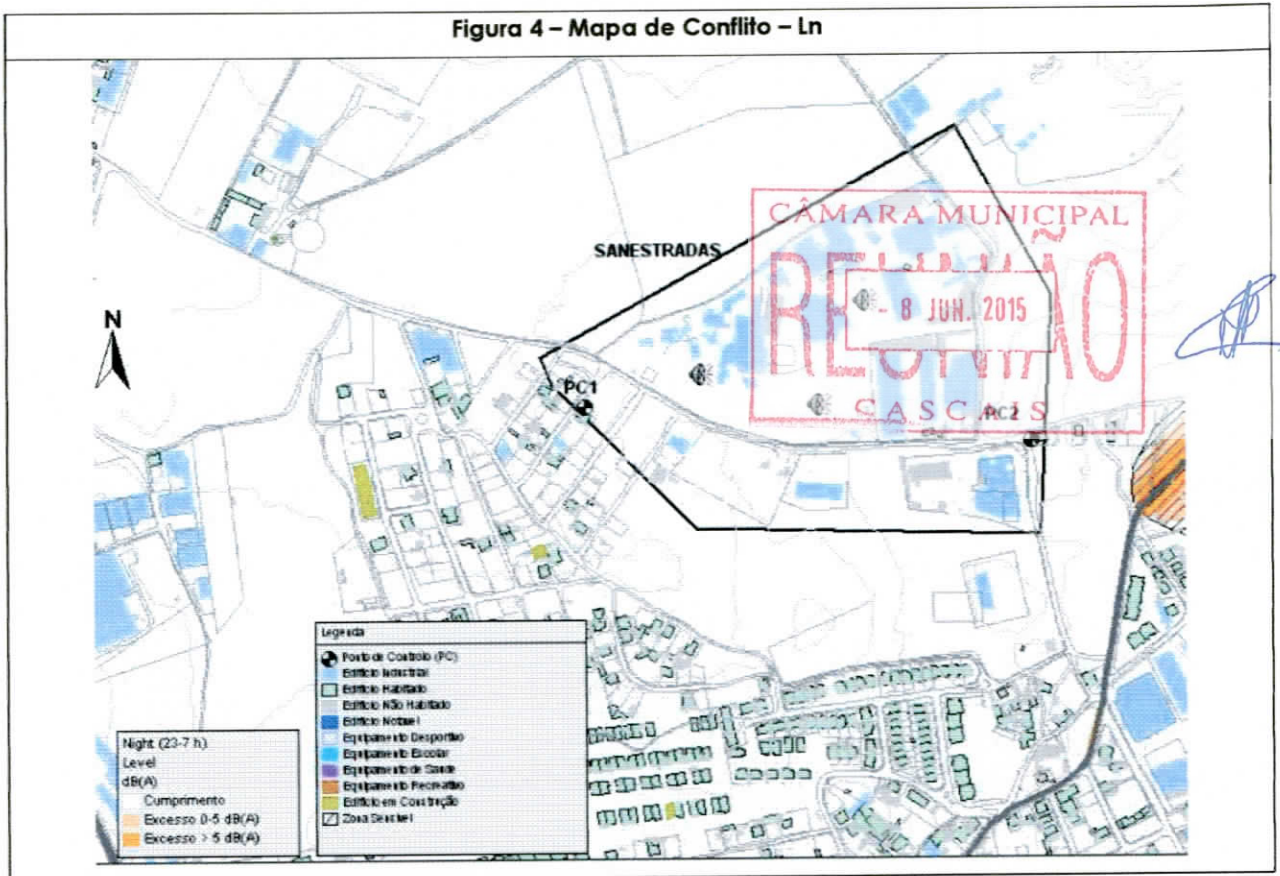 Figura 4 – Mapa de Conflito – Ln
SANESTRADAS
CÂMARA MUNICIPAL
REUNIÃO
- 8 JUN. 2015
CASCAIS
N
PC1
PC2
Legenda
Ponto de Controlo (PC)
Edifício Industrial
Edifício Habitado
Edifício Não Habitado
Edifício Notável
Equipamento Desportivo
Equipamento Escolar
Equipamento de Saúde
Equipamento Recreativo
Edifício em Construção
Zona Sensível
Night (23-7 h)
Level
dB(A)
Cumprimento
Excesso 0-5 dB(A)
Excesso > 5 dB(A)